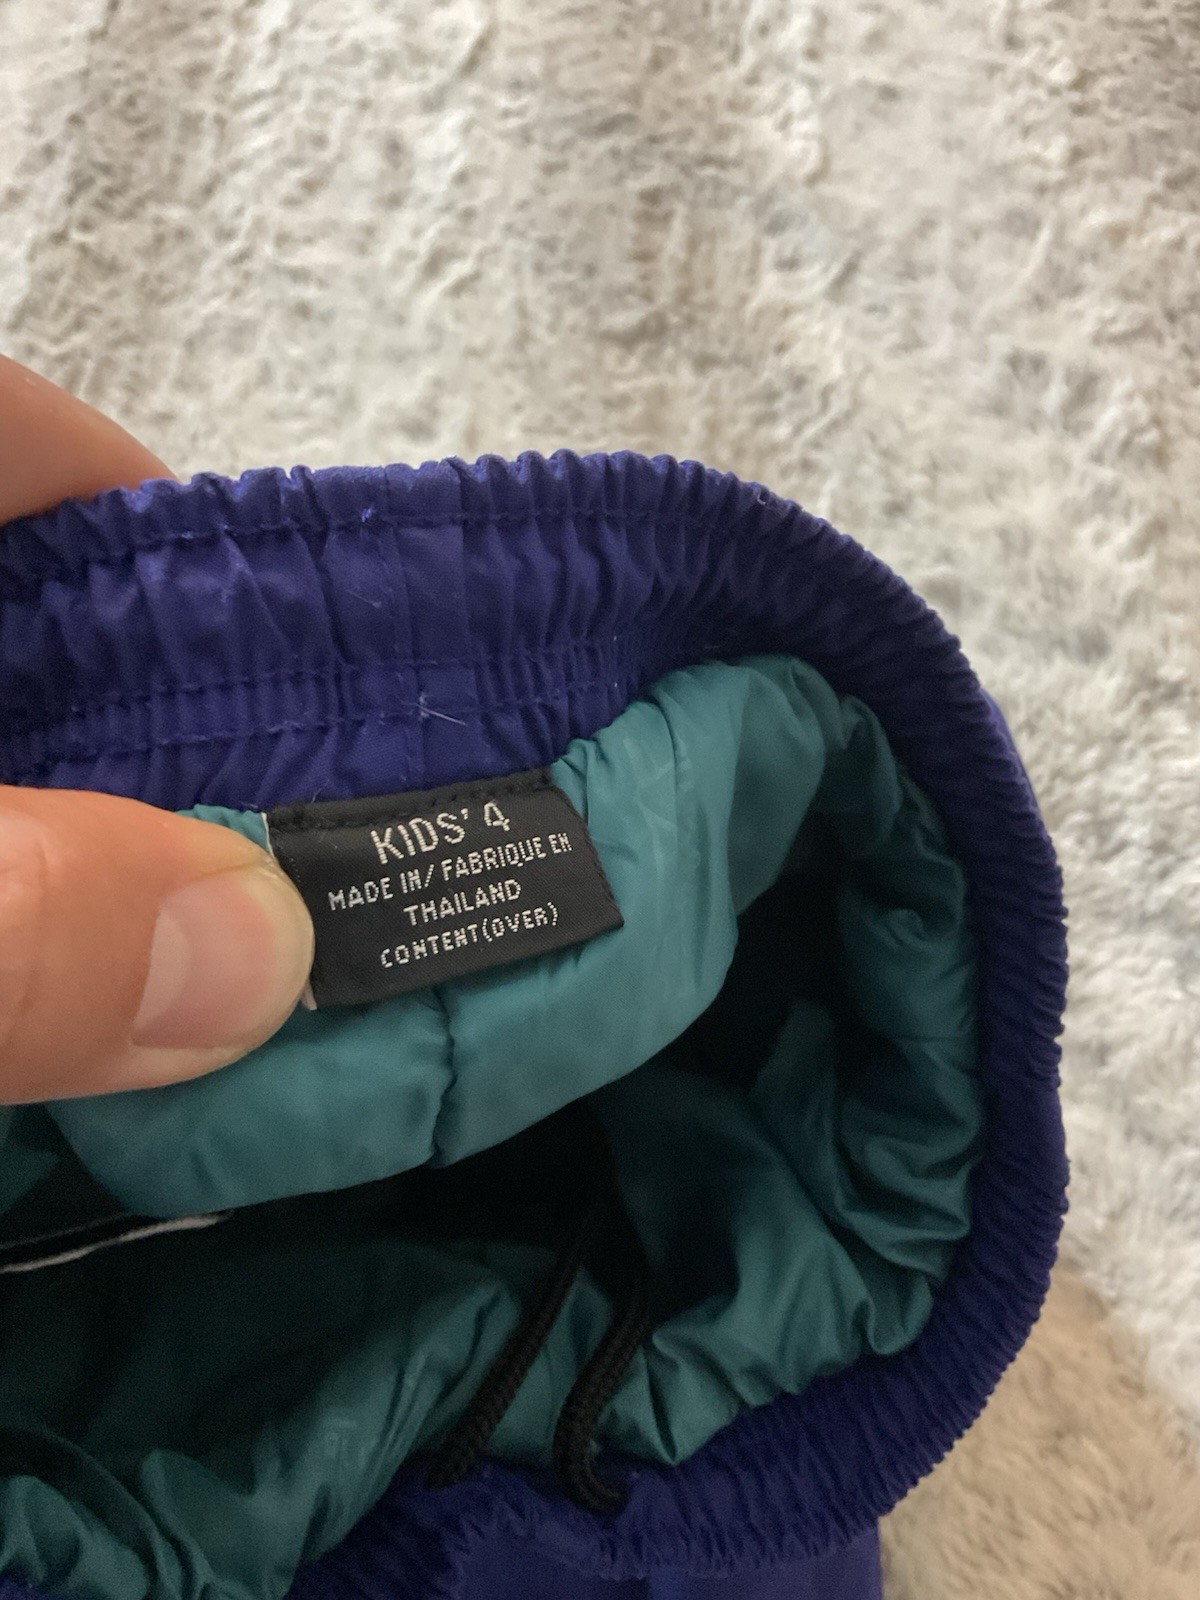 KIDS' 4
MADE IN/ FABRIQUE EN
THAILAND
CONTENT(OVER)